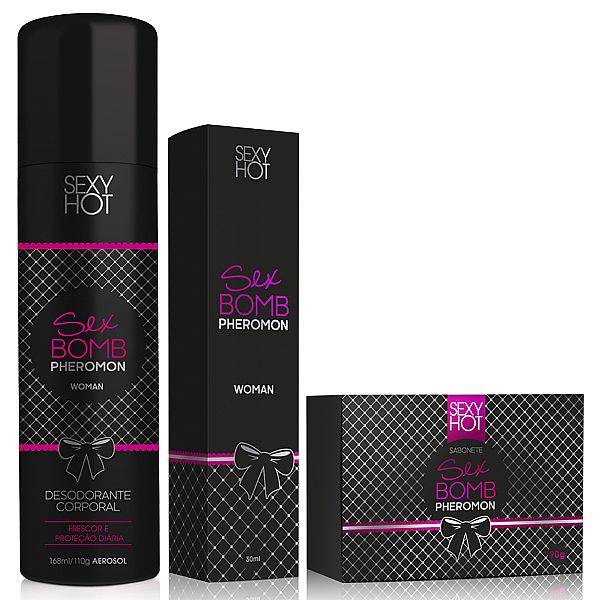 SEXY
HOT
Sex
BOMB
PHEROMON
WOMAN
DESODORANTE
CORPORAL
FRESCOR E
PROTEÇÃO DIÁRIA
168ml/110g AEROSOL
SEXY
HOT
Sex
BOMB
PHEROMON
WOMAN
30ml
SEXY
HOT
SABONETE
Sex
BOMB
PHEROMON
90g